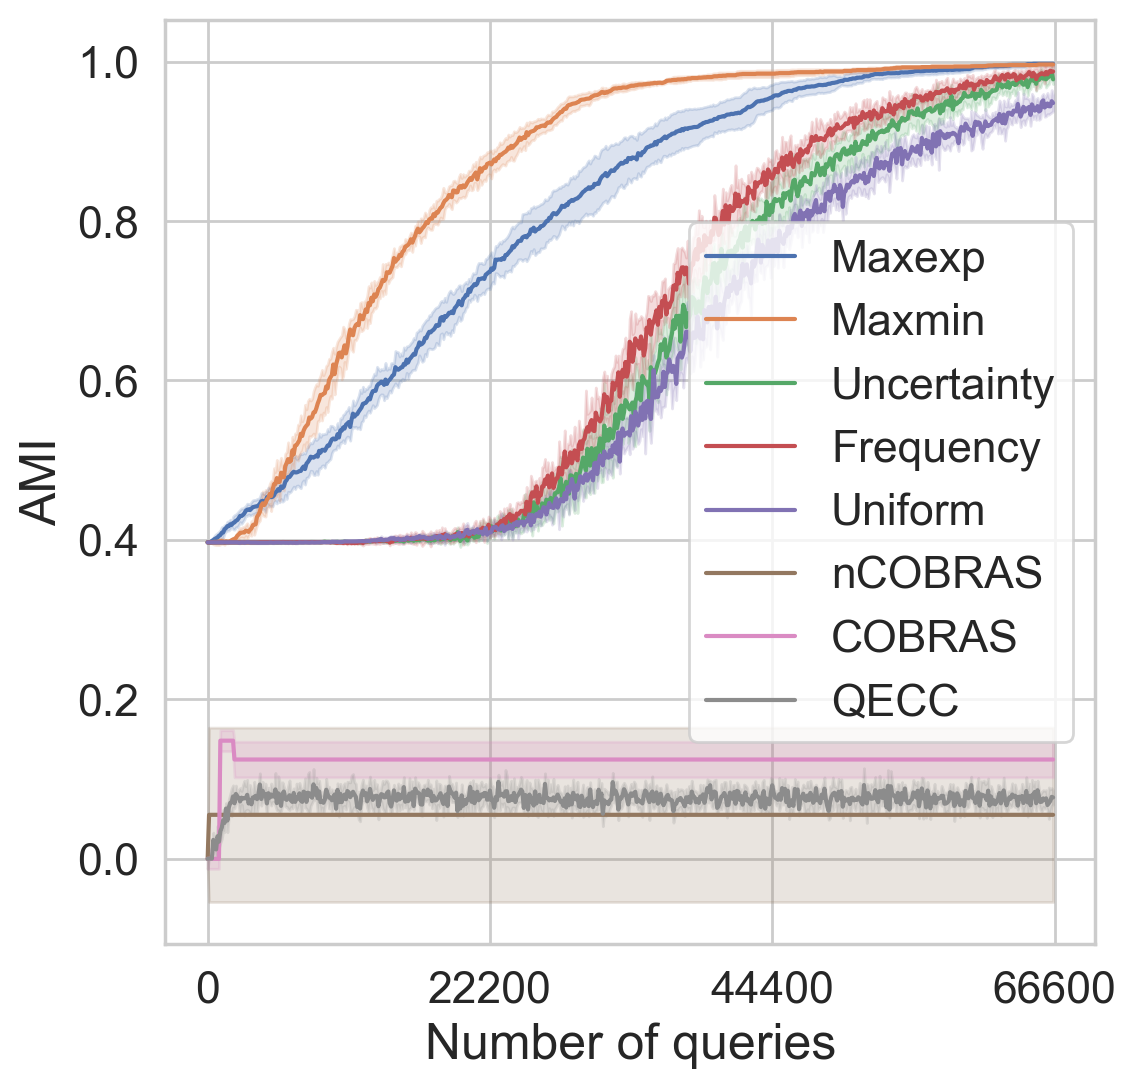 AMI
1.0
0.8
0.6
0.4
0.2
0.0
Maxexp
Maxmin
Uncertainty
Frequency
Uniform
nCOBRAS
COBRAS
QECC
0
22200
44400
66600
Number of queries